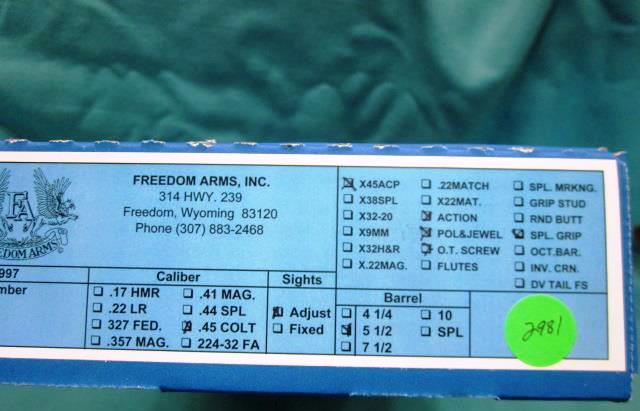 FREEDOM ARMS, INC.
314 HWY. 239
Freedom, Wyoming 83120
Phone (307) 883-2468
FA
EDOM ARMS
X45ACP
X38SPL
X32-20
X9MM
X32H&R
X.22MAG.
.22MATCH
X22MAT.
ACTION
POL&JEWEL
O.T. SCREW
FLUTES
SPL. MRKNG.
GRIP STUD
RND BUTT
SPL. GRIP
OCT.BAR.
INV. CRN.
DV TAIL FS
997
mber
Caliber
.17 HMR
.22 LR
327 FED.
.357 MAG.
.41 MAG.
.44 SPL
.45 COLT
224-32 FA
Sights
Adjust
Fixed
Barrel
4 1/4
5 1/2
7 1/2
10
SPL
2981